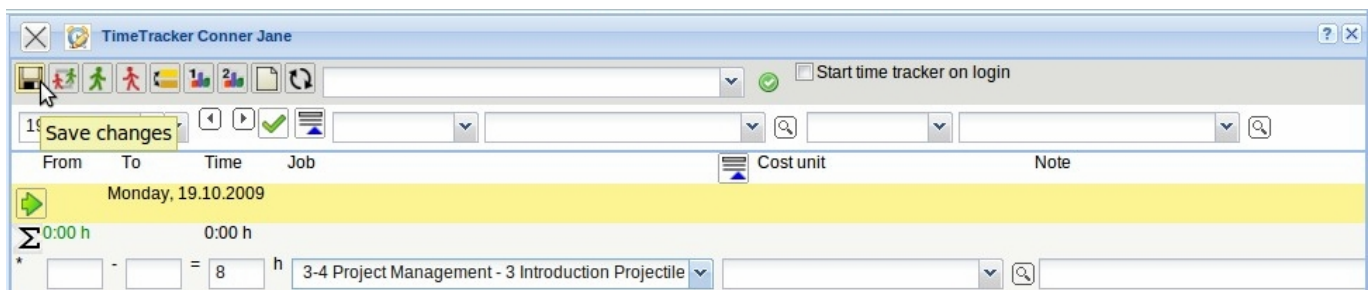 TimeTracker Conner Jane
Start time tracker on login
Save changes
From To Time Job Cost unit Note
Monday, 19.10.2009
0:00 h 0:00 h
* - = 8 h 3-4 Project Management - 3 Introduction Projectile